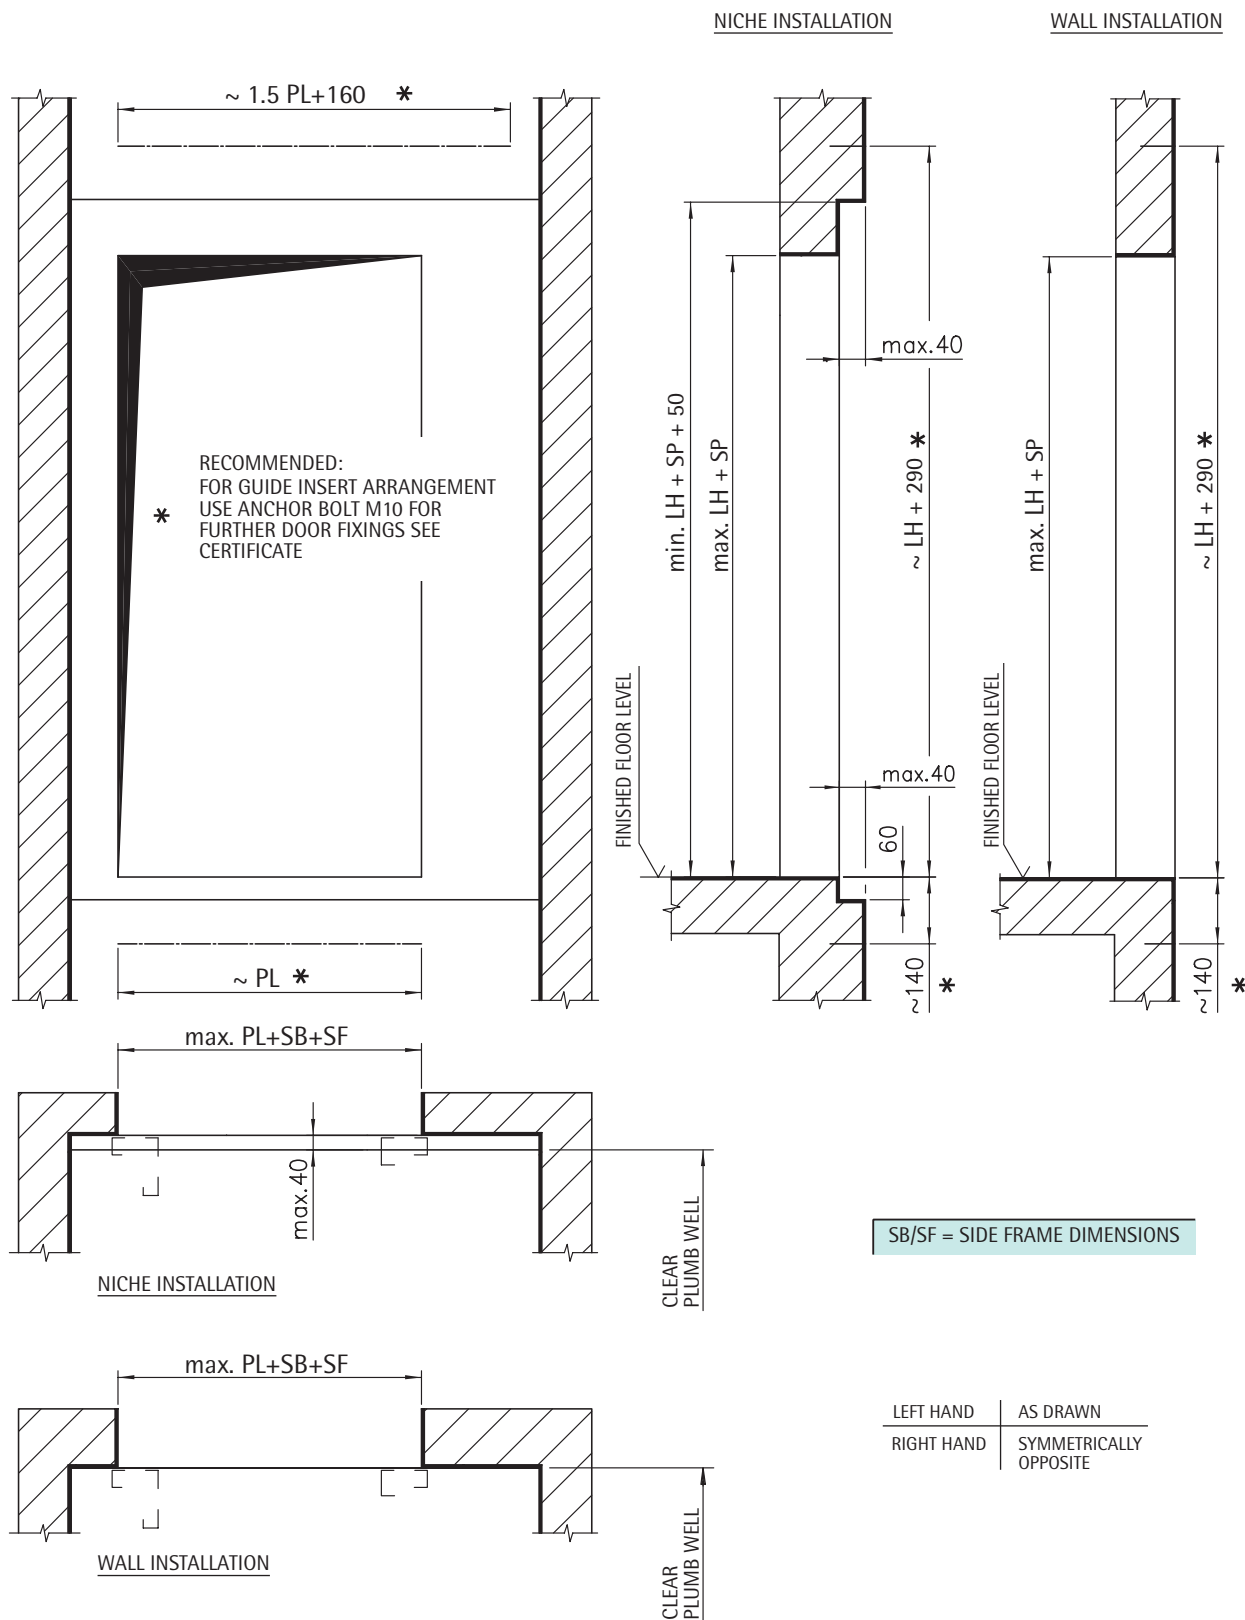 NICHE INSTALLATION
WALL INSTALLATION
~ 1.5 PL+160 *
max.40
min. LH + SP + 50
max. LH + SP
~ LH + 290 *
max. LH + SP
~ LH + 290 *
RECOMMENDED:
FOR GUIDE INSERT ARRANGEMENT
* USE ANCHOR BOLT M10 FOR
FURTHER DOOR FIXINGS SEE
CERTIFICATE
FINISHED FLOOR LEVEL
max.40
60
FINISHED FLOOR LEVEL
~140 *
~140 *
~ PL *
max. PL+SB+SF
max.40
CLEAR
PLUMB WELL
NICHE INSTALLATION
SB/SF = SIDE FRAME DIMENSIONS
max. PL+SB+SF
LEFT HAND AS DRAWN
RIGHT HAND SYMMETRICALLY
OPPOSITE
CLEAR
PLUMB WELL
WALL INSTALLATION